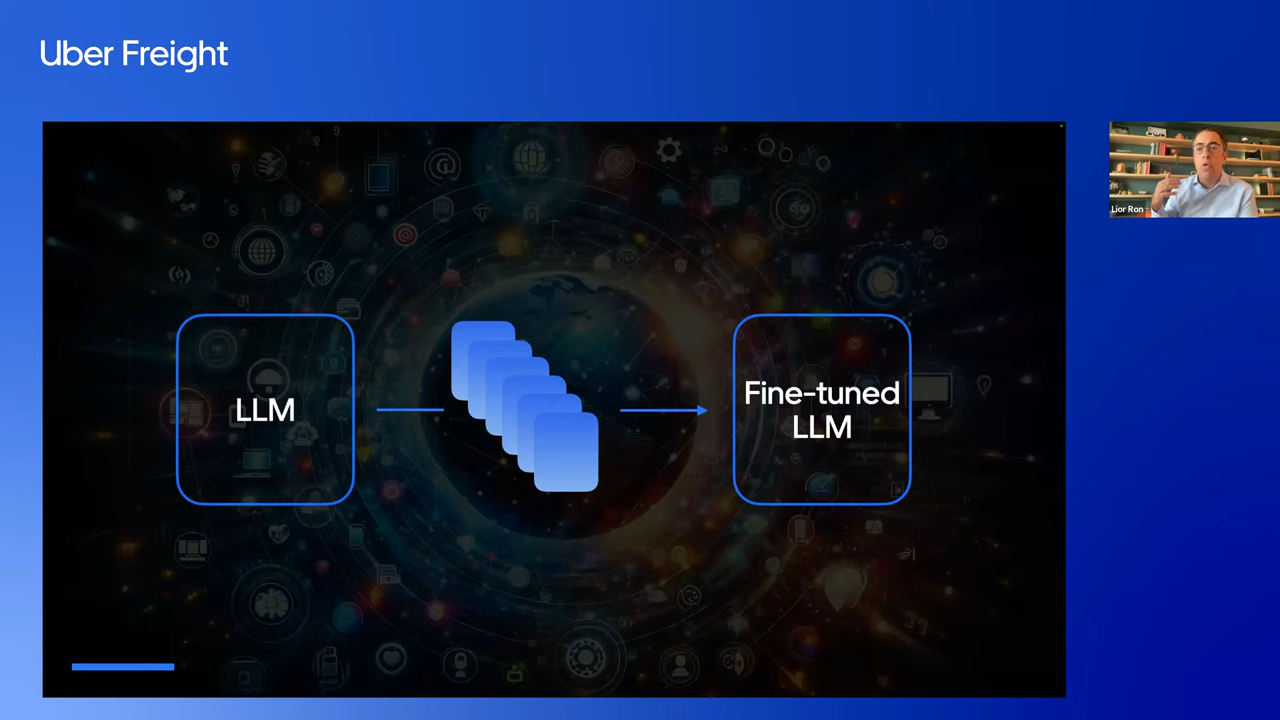 Uber Freight
Lior Ron
LLM
Fine-tuned
LLM